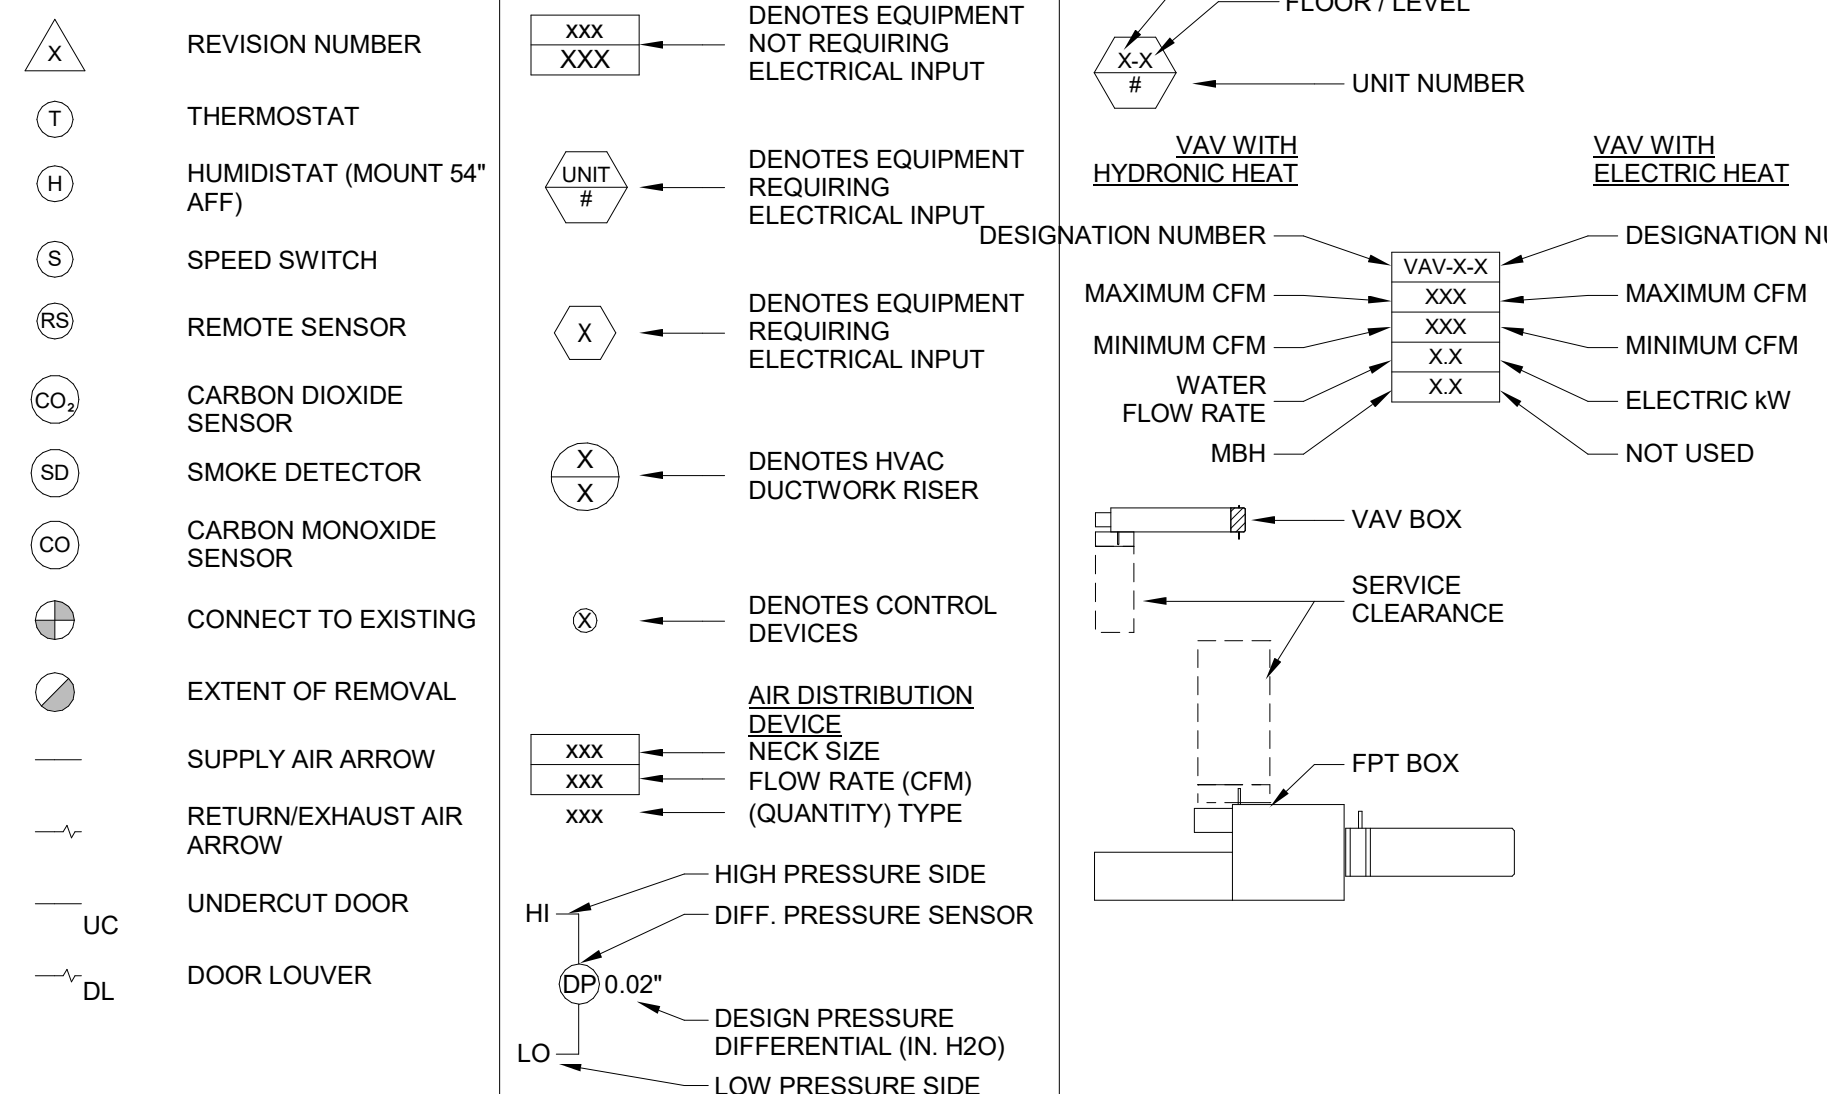 X
REVISION NUMBER
T
THERMOSTAT
H
HUMIDISTAT (MOUNT 54"
AFF)
S
SPEED SWITCH
RS
REMOTE SENSOR
CO₂
CARBON DIOXIDE
SENSOR
SD
SMOKE DETECTOR
CO
CARBON MONOXIDE
SENSOR
CONNECT TO EXISTING
EXTENT OF REMOVAL
SUPPLY AIR ARROW
RETURN/EXHAUST AIR
ARROW
UC
UNDERCUT DOOR
DL
DOOR LOUVER
xxx
XXX
DENOTES EQUIPMENT
NOT REQUIRING
ELECTRICAL INPUT
UNIT
#
DENOTES EQUIPMENT
REQUIRING
ELECTRICAL INPUT
X
DENOTES EQUIPMENT
REQUIRING
ELECTRICAL INPUT
X
X
DENOTES HVAC
DUCTWORK RISER
X
DENOTES CONTROL
DEVICES
AIR DISTRIBUTION
DEVICE
xxx
NECK SIZE
xxx
FLOW RATE (CFM)
xxx
(QUANTITY) TYPE
HIGH PRESSURE SIDE
HI
DIFF. PRESSURE SENSOR
DP 0.02"
DESIGN PRESSURE
DIFFERENTIAL (IN. H2O)
LO
LOW PRESSURE SIDE
FLOOR / LEVEL
X-X
#
UNIT NUMBER
VAV WITH
HYDRONIC HEAT
VAV WITH
ELECTRIC HEAT
DESIGNATION NUMBER
VAV-X-X
DESIGNATION NU
MAXIMUM CFM
XXX
MAXIMUM CFM
MINIMUM CFM
XXX
MINIMUM CFM
WATER
FLOW RATE
X.X
ELECTRIC kW
MBH
X.X
NOT USED
VAV BOX
SERVICE
CLEARANCE
FPT BOX